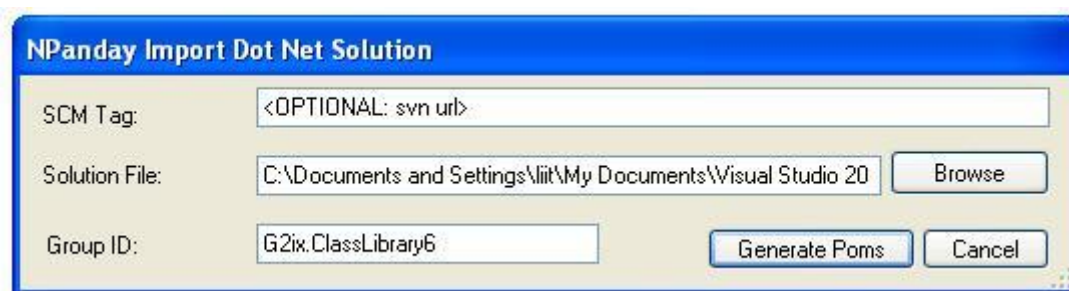 NPanday Import Dot Net Solution
SCM Tag: <OPTIONAL: svn url>
Solution File: C:\Documents and Settings\liit\My Documents\Visual Studio 20 Browse
Group ID: G2ix.ClassLibrary6 Generate Poms Cancel